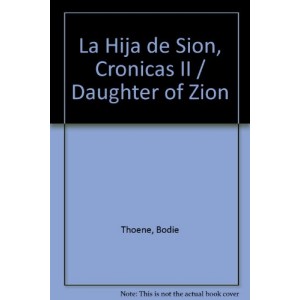 La Hija de Sion,
Cronicas II /
Daughter of Zion
Thoene, Bodie
Note: This is not the actual book cover